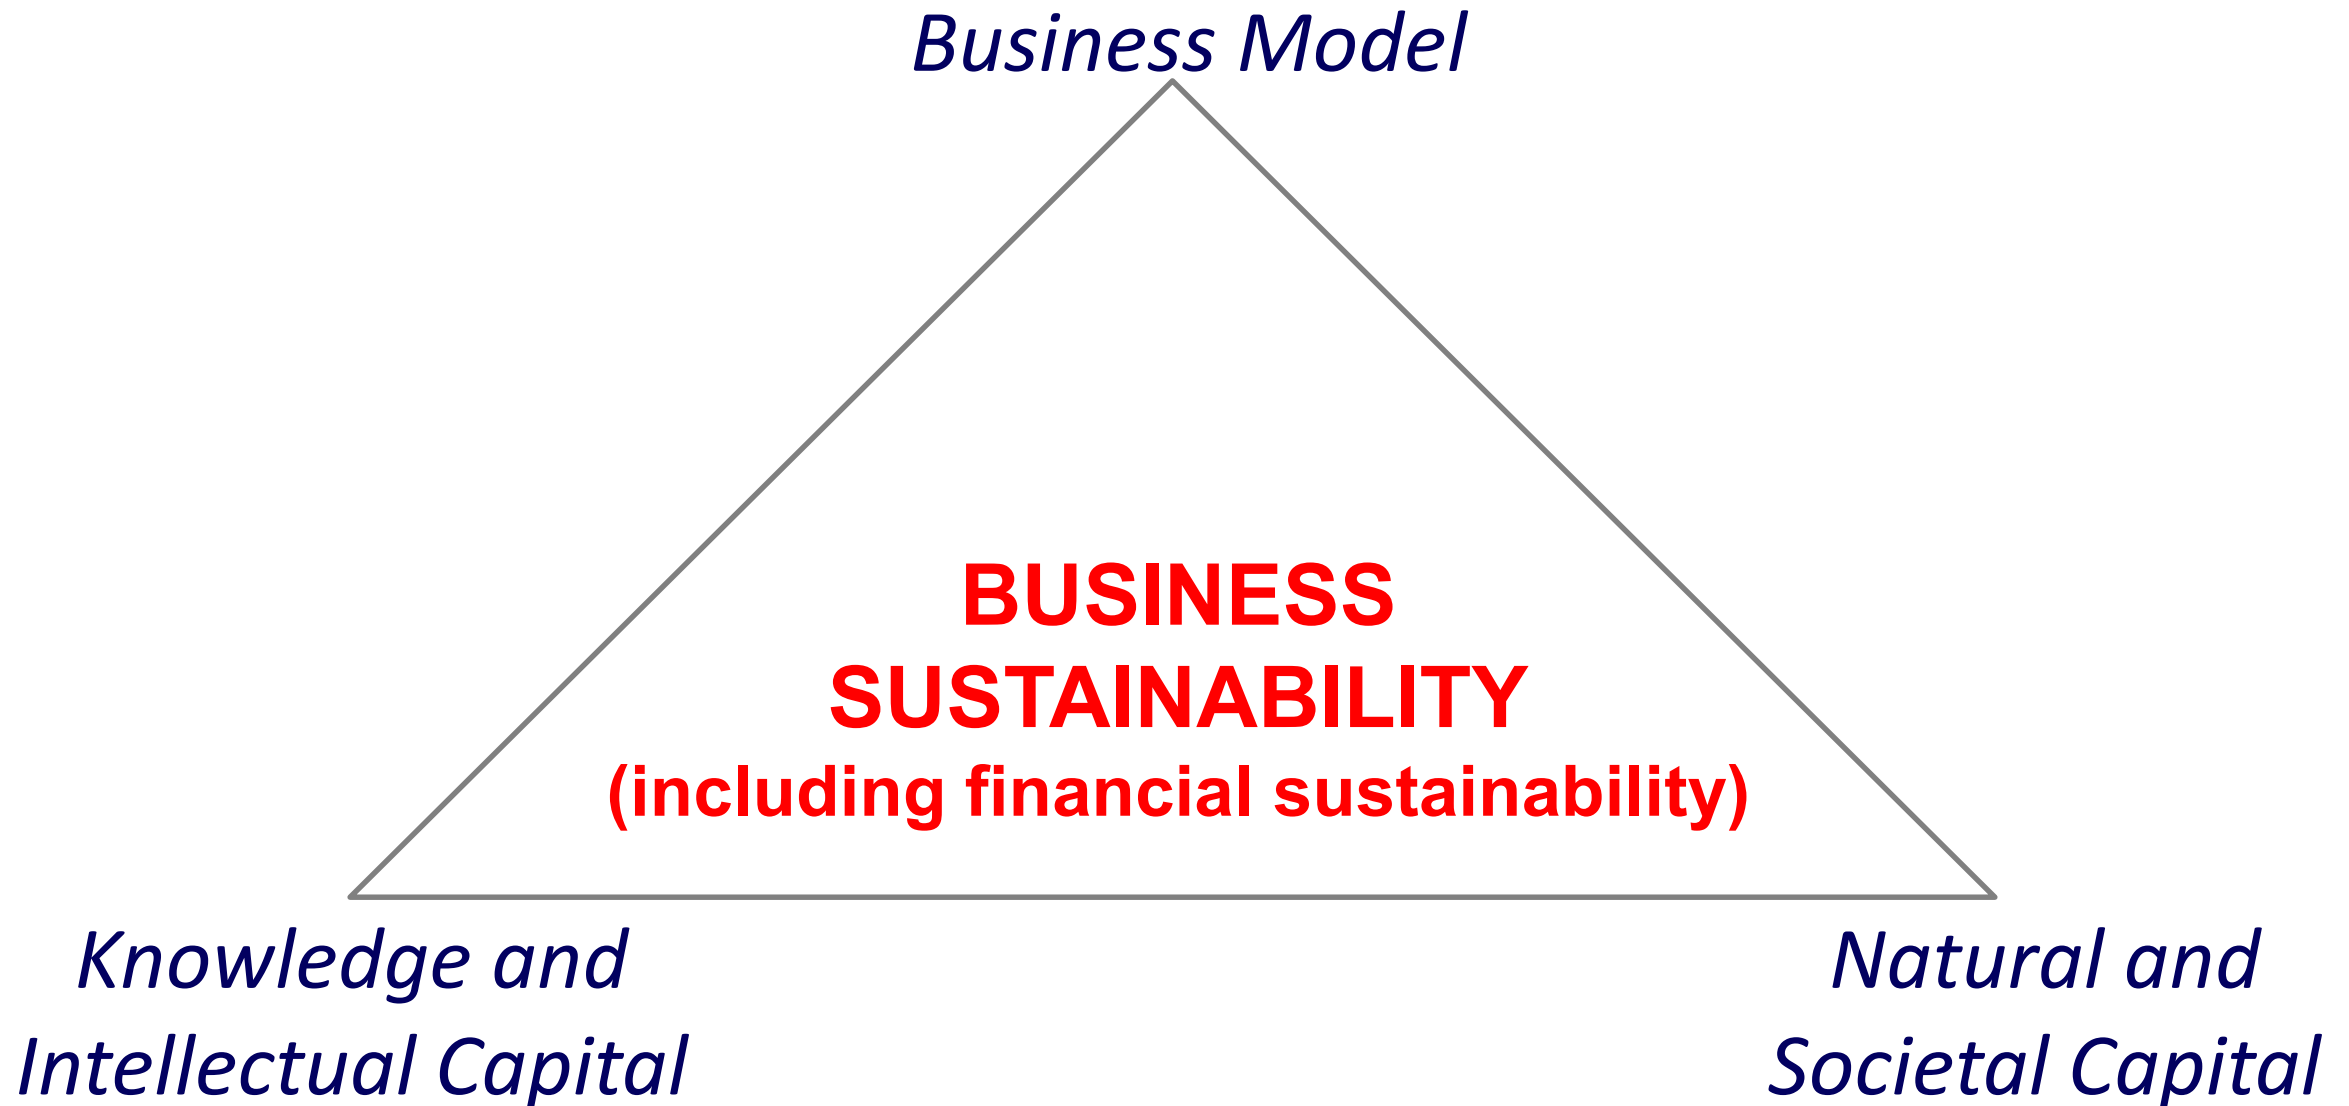 Business Model
BUSINESS
SUSTAINABILITY
(including financial sustainability)
Knowledge and
Intellectual Capital
Natural and
Societal Capital